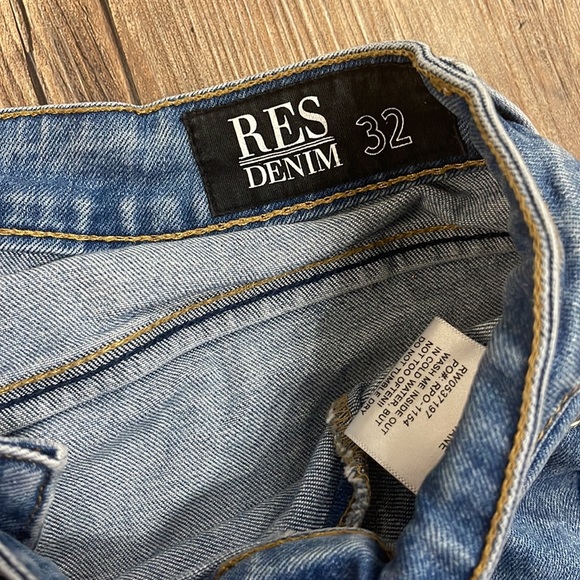 RES
DENIM
32
RW0537197
PO#: RPO-1154
WASH ME INSIDE OUT
IN COLD WATER, BUT
NOT TOO OFTEN!!
DO NOT TUMBLE DRY